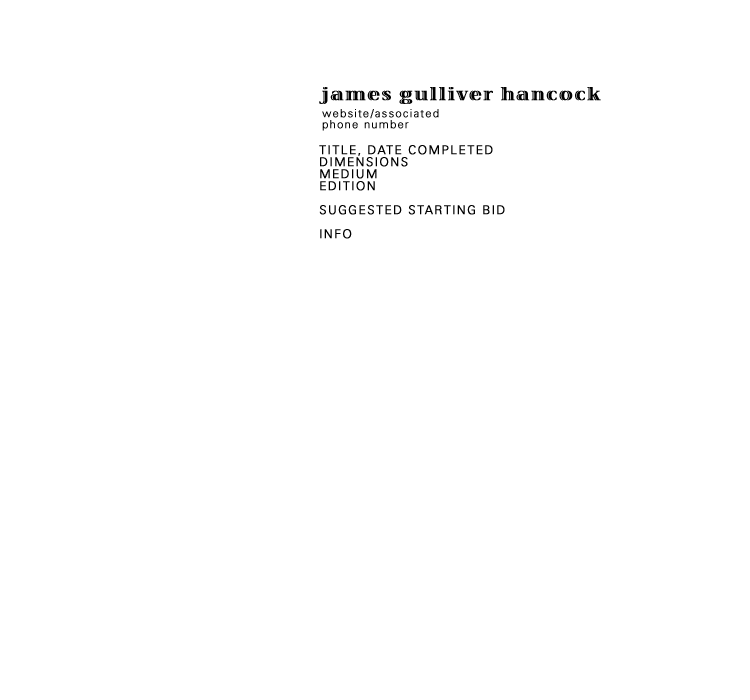 james gulliver hancock
website/associated
phone number
TITLE, DATE COMPLETED
DIMENSIONS
MEDIUM
EDITION
SUGGESTED STARTING BID
INFO